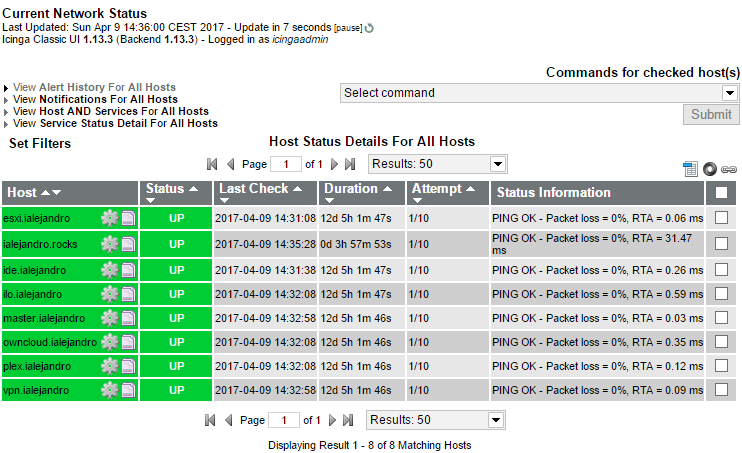 Current Network Status
Last Updated: Sun Apr 9 14:36:00 CEST 2017 - Update in 7 seconds [pause]
Icinga Classic UI 1.13.3 (Backend 1.13.3) - Logged in as icingaadmin
Commands for checked host(s)
Select command
Submit
View Alert History For All Hosts
View Notifications For All Hosts
View Host AND Services For All Hosts
View Service Status Detail For All Hosts
Set Filters
Host Status Details For All Hosts
Page 1 of 1 Results: 50
Host Status Last Check Duration Attempt Status Information
esxi.ialejandro UP 2017-04-09 14:31:08 12d 5h 1m 47s 1/10 PING OK - Packet loss = 0%, RTA = 0.06 ms
ialejandro.rocks UP 2017-04-09 14:35:28 0d 3h 57m 53s 1/10 PING OK - Packet loss = 0%, RTA = 31.47
ms
ide.ialejandro UP 2017-04-09 14:31:38 12d 5h 1m 47s 1/10 PING OK - Packet loss = 0%, RTA = 0.26 ms
ilo.ialejandro UP 2017-04-09 14:32:08 12d 5h 1m 47s 1/10 PING OK - Packet loss = 0%, RTA = 0.59 ms
master.ialejandro UP 2017-04-09 14:32:58 12d 5h 1m 46s 1/10 PING OK - Packet loss = 0%, RTA = 0.03 ms
owncloud.ialejandro UP 2017-04-09 14:32:08 12d 5h 1m 46s 1/10 PING OK - Packet loss = 0%, RTA = 0.35 ms
plex.ialejandro UP 2017-04-09 14:32:58 12d 5h 1m 46s 1/10 PING OK - Packet loss = 0%, RTA = 0.12 ms
vpn.ialejandro UP 2017-04-09 14:32:58 12d 5h 1m 46s 1/10 PING OK - Packet loss = 0%, RTA = 0.09 ms
Page 1 of 1 Results: 50
Displaying Result 1 - 8 of 8 Matching Hosts